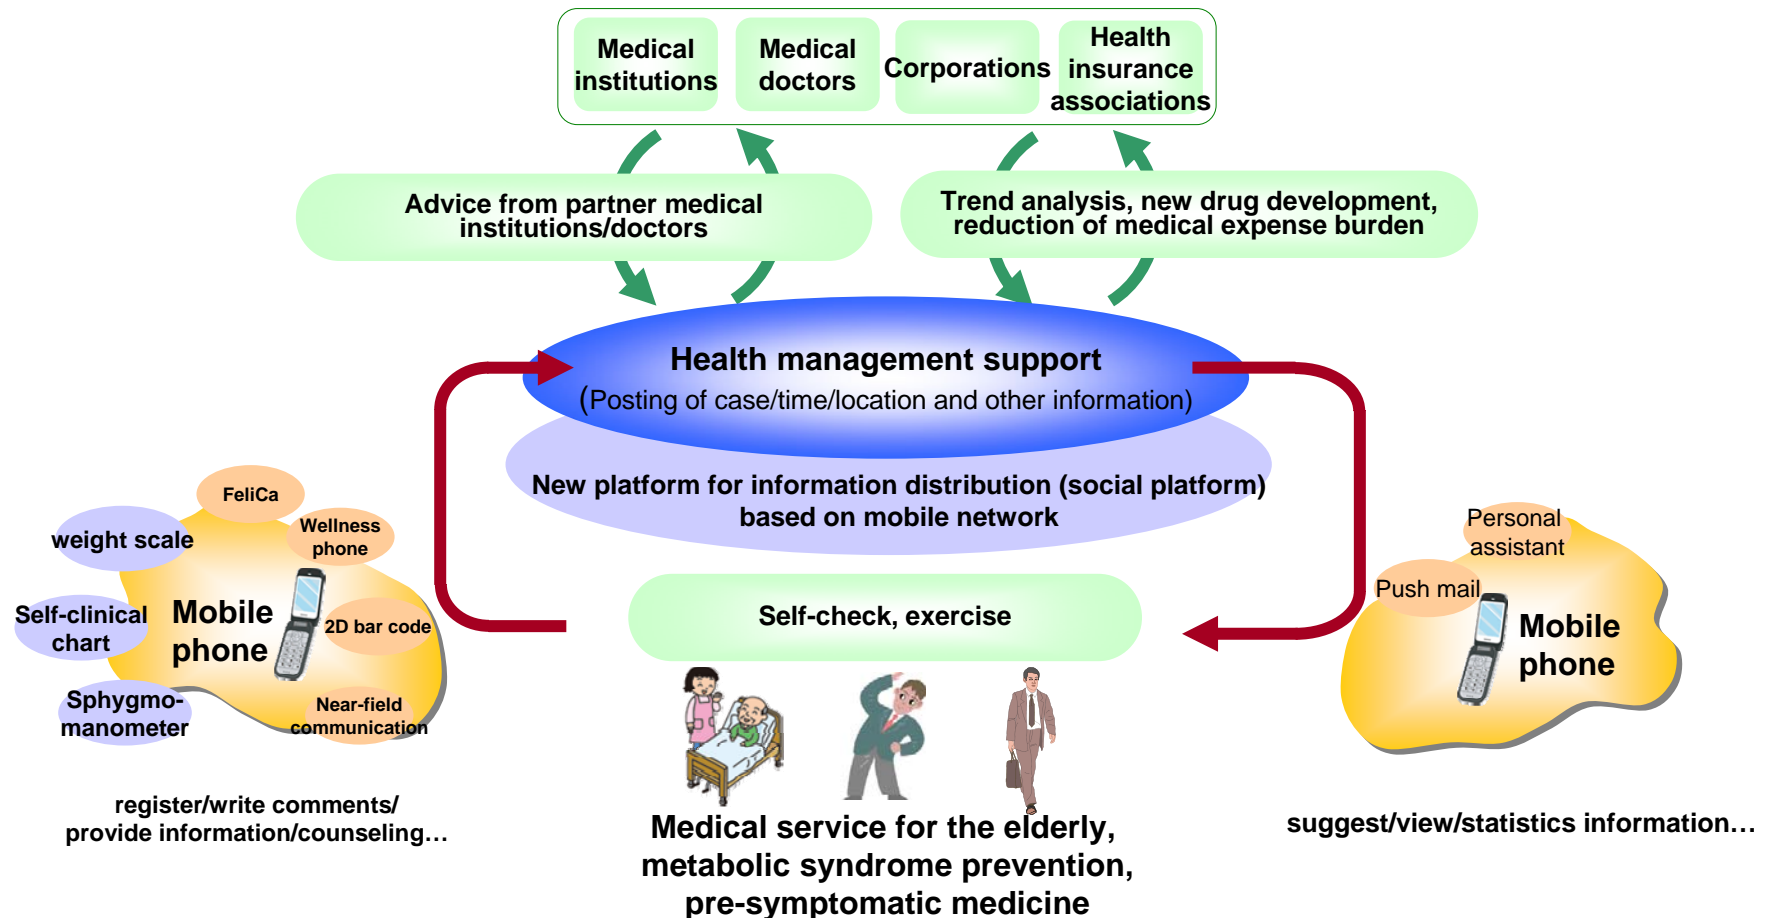 Medical
institutions
Medical
doctors
Corporations
Health
insurance
associations
Advice from partner medical
institutions/doctors
Trend analysis, new drug development,
reduction of medical expense burden
Health management support
(Posting of case/time/location and other information)
New platform for information distribution (social platform)
based on mobile network
FeliCa
weight scale
Wellness
phone
Self-clinical
chart
Mobile
phone
2D bar code
Sphygmo-
manometer
Near-field
communication
register/write comments/
provide information/counseling…
Self-check, exercise
Medical service for the elderly,
metabolic syndrome prevention,
pre-symptomatic medicine
Personal
assistant
Push mail
Mobile
phone
suggest/view/statistics information…